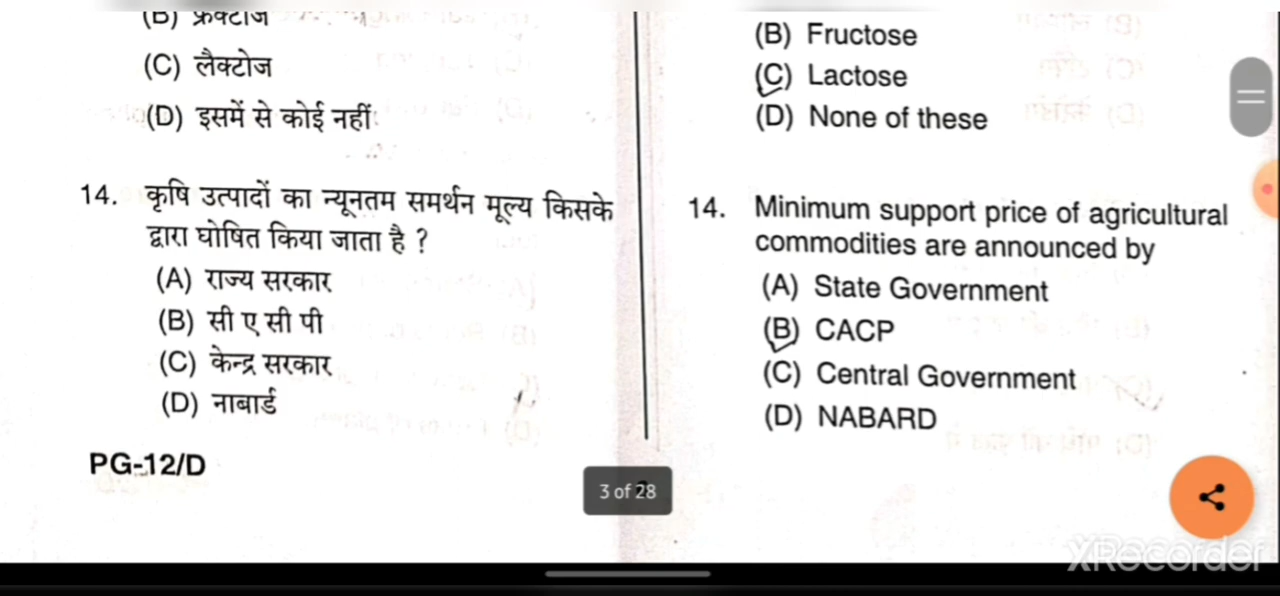 (B) फ्रक्टोज
(C) लैक्टोज
(D) इसमें से कोई नहीं
14. कृषि उत्पादों का न्यूनतम समर्थन मूल्य किसके
द्वारा घोषित किया जाता है ?
(A) राज्य सरकार
(B) सी ए सी पी
(C) केन्द्र सरकार
(D) नाबार्ड
PG-12/D
(B) Fructose
(C) Lactose
(D) None of these
14. Minimum support price of agricultural
commodities are announced by
(A) State Government
(B) CACP
(C) Central Government
(D) NABARD
3 of 28
XRecorder